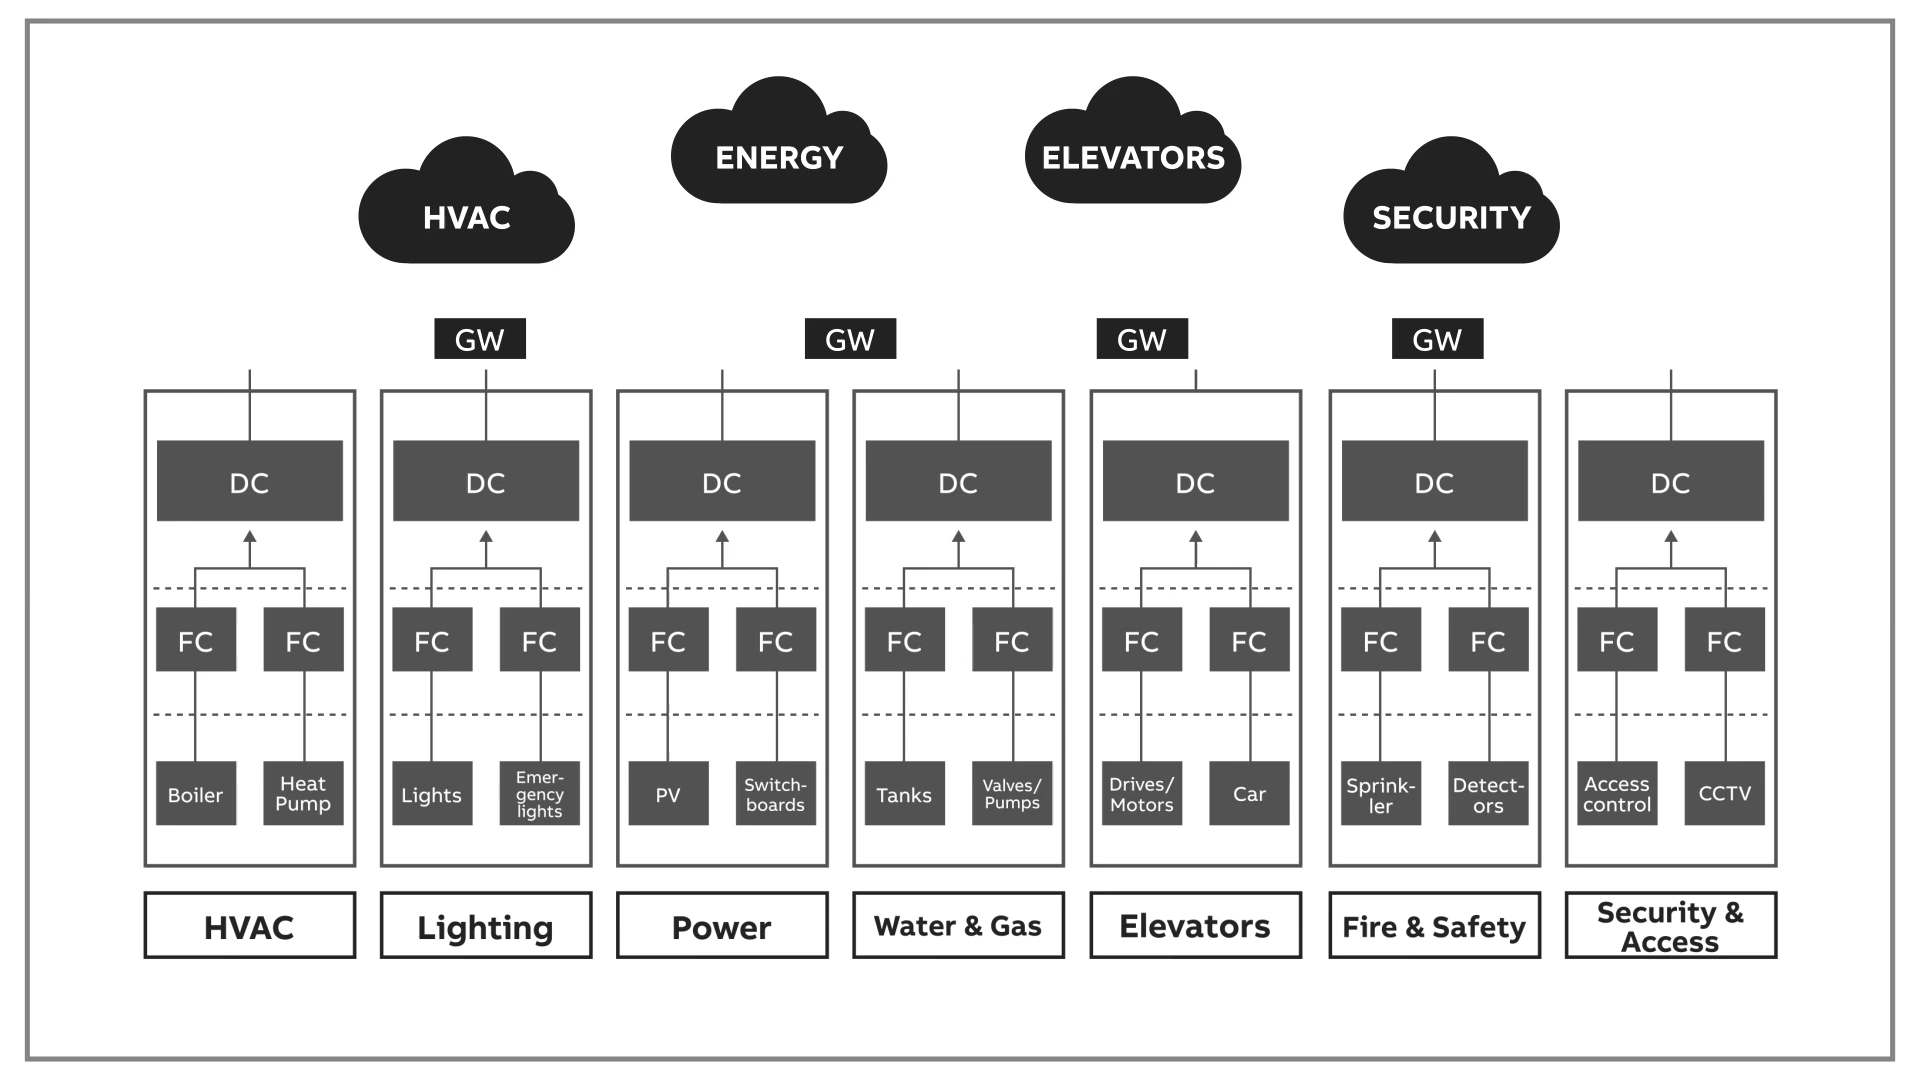 ENERGY
ELEVATORS
HVAC
SECURITY
GW
GW
GW
GW
DC
DC
DC
DC
DC
DC
DC
FC
FC
FC
FC
FC
FC
FC
FC
FC
FC
FC
FC
FC
FC
Boiler
Heat
Pump
Lights
Emer-
gency
lights
PV
Switch-
boards
Tanks
Valves/
Pumps
Drives/
Motors
Car
Sprink-
ler
Detect-
ors
Access
control
CCTV
HVAC
Lighting
Power
Water & Gas
Elevators
Fire & Safety
Security &
Access